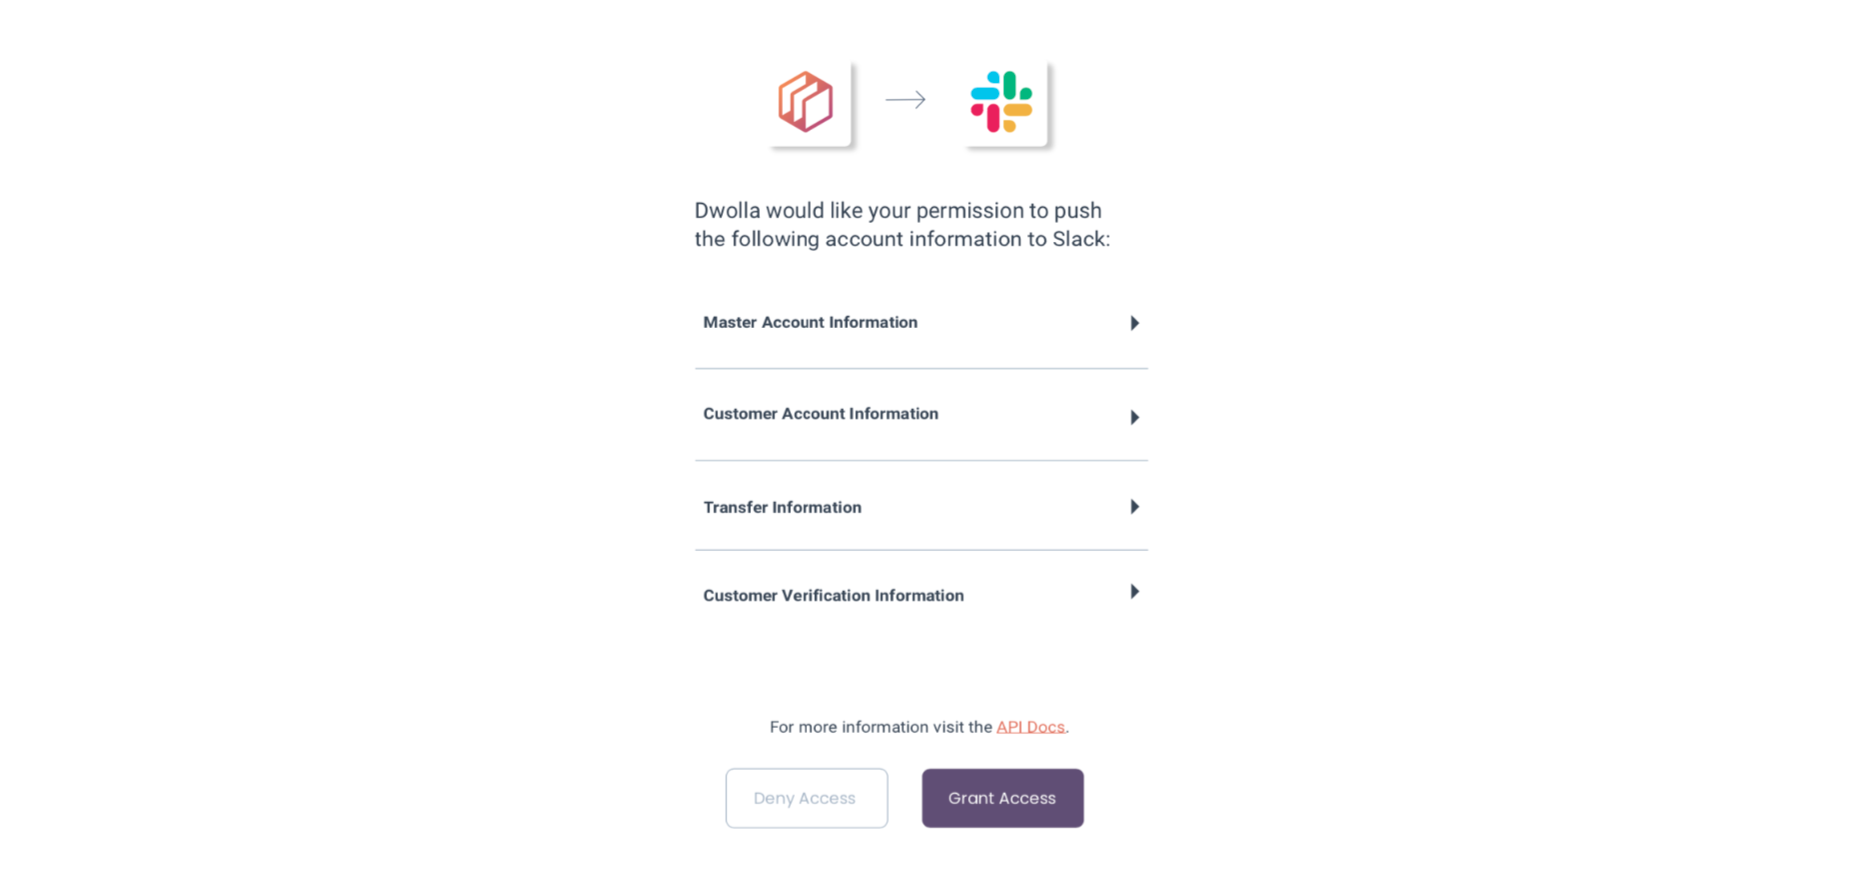 Dwolla would like your permission to push
the following account information to Slack:
Master Account Information
Customer Account Information
Transfer Information
Customer Verification Information
For more information visit the API Docs.
Deny Access
Grant Access